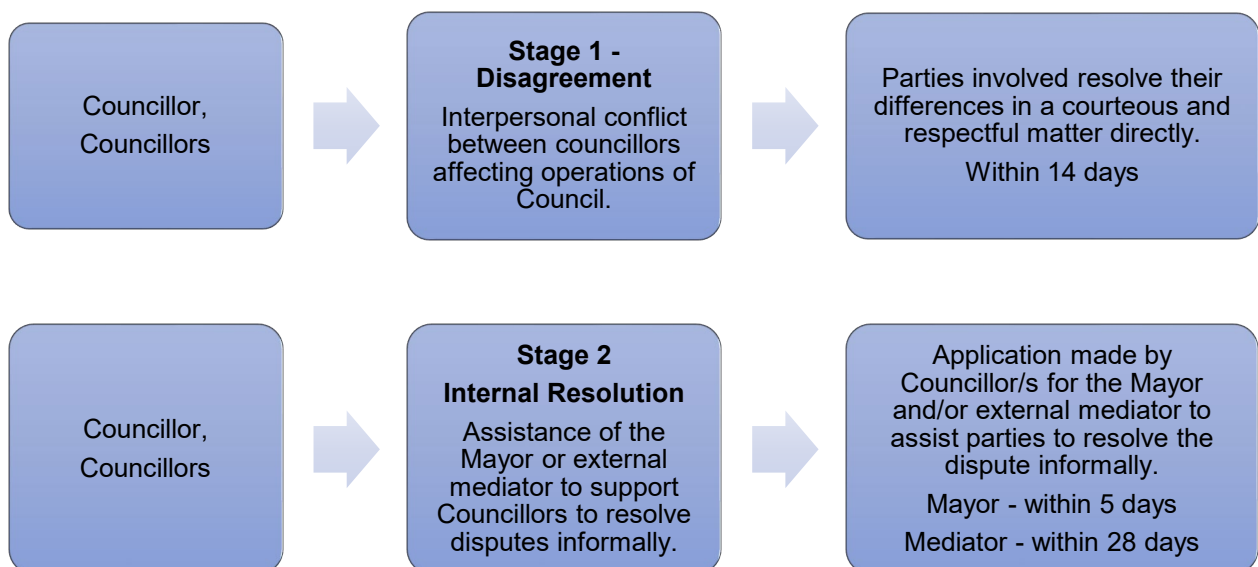 Councillor,
Councillors
Stage 1 -
Disagreement
Interpersonal conflict
between councillors
affecting operations of
Council.
Parties involved resolve their
differences in a courteous and
respectful matter directly.
Within 14 days
Councillor,
Councillors
Stage 2
Internal Resolution
Assistance of the
Mayor or external
mediator to support
Councillors to resolve
disputes informally.
Application made by
Councillor/s for the Mayor
and/or external mediator to
assist parties to resolve the
dispute informally.
Mayor - within 5 days
Mediator - within 28 days